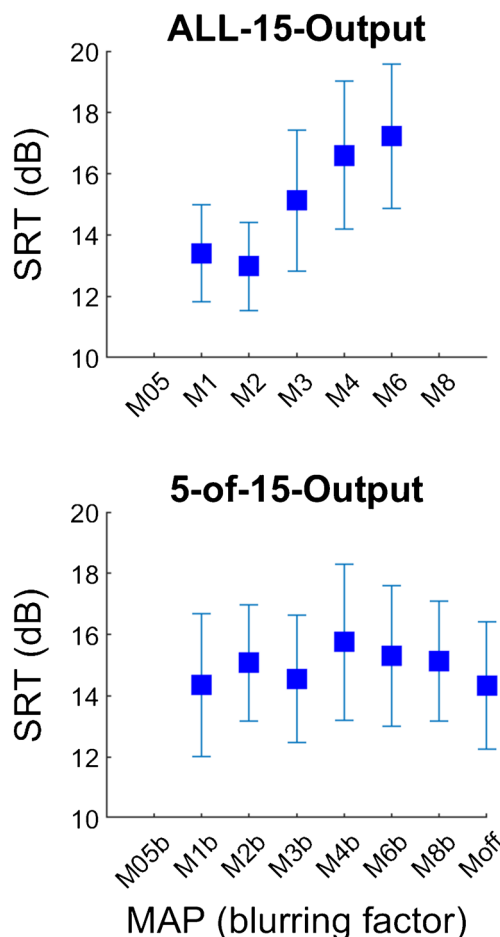 ALL-15-Output
SRT (dB)
20
18
16
14
12
10
M05 M1 M2 M3 M4 M6 M8
5-of-15-Output
SRT (dB)
20
18
16
14
12
10
M05b M1b M2b M3b M4b M6b M8b Moff
MAP (blurring factor)